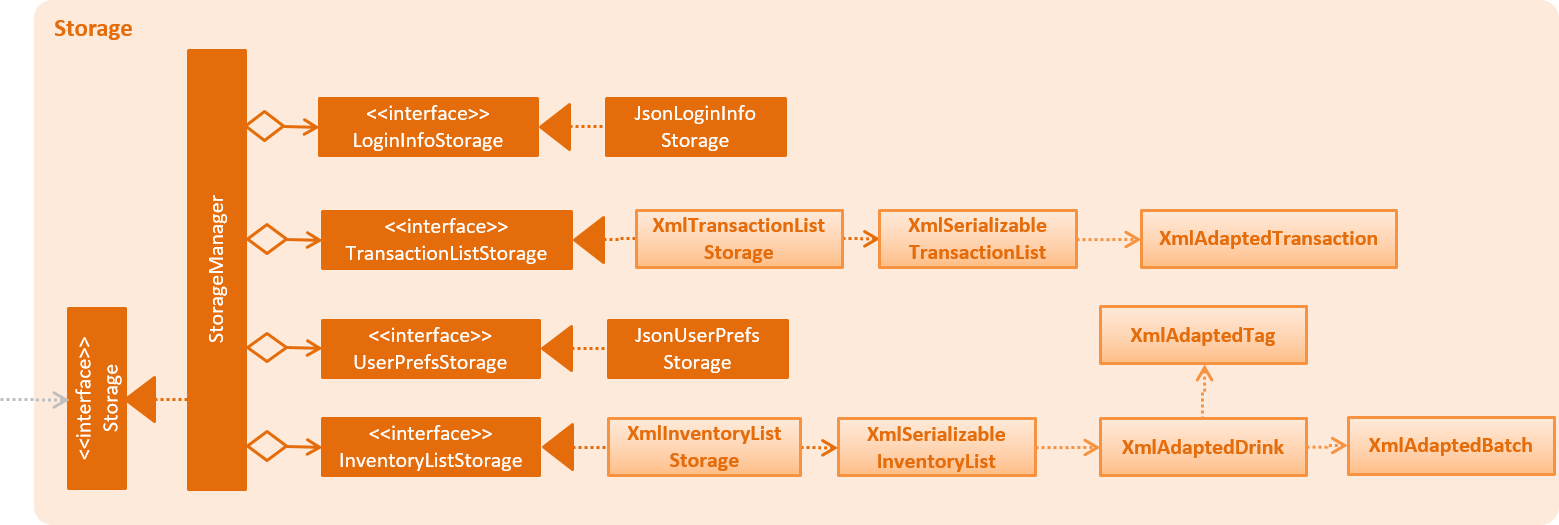 Storage
<<interface>>
Storage
StorageManager
<<interface>>
LoginInfoStorage
JsonLoginInfo
Storage
<<interface>>
TransactionListStorage
XmlTransactionList
Storage
XmlSerializable
TransactionList
XmlAdaptedTransaction
<<interface>>
UserPrefsStorage
JsonUserPrefs
Storage
XmlAdaptedTag
<<interface>>
InventoryListStorage
XmlInventoryList
Storage
XmlSerializable
InventoryList
XmlAdaptedDrink
XmlAdaptedBatch